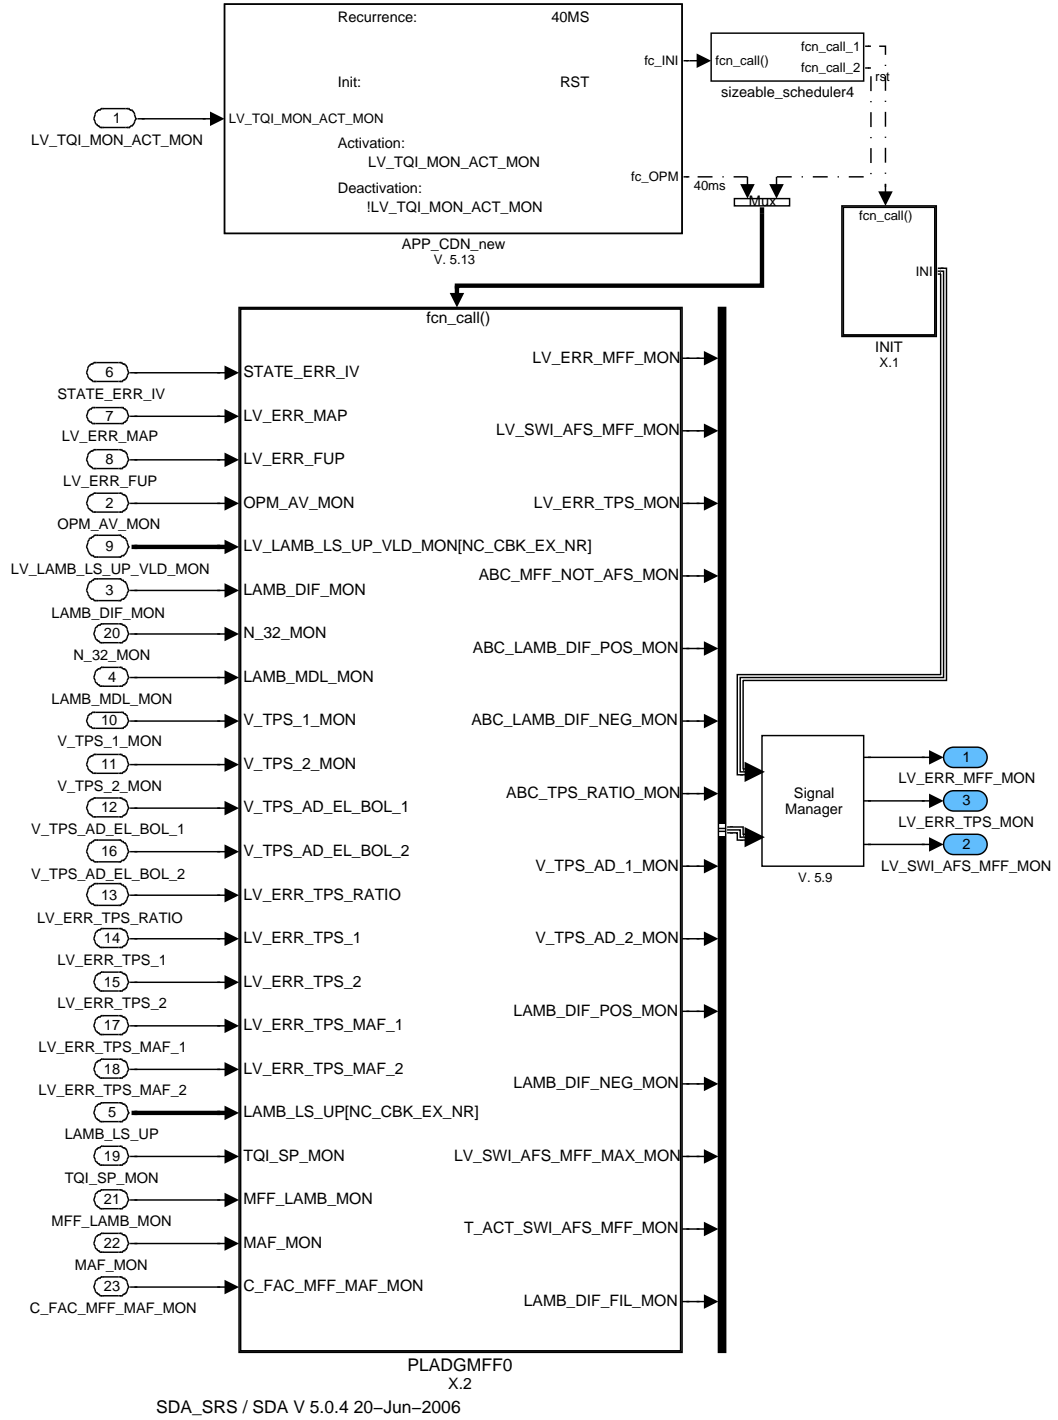 Recurrence: 40MS
Init: RST
LV_TQI_MON_ACT_MON
Activation:
LV_TQI_MON_ACT_MON
Deactivation:
!LV_TQI_MON_ACT_MON
fc_INI
fc_OPM
APP_CDN_new
V. 5.13
1
LV_TQI_MON_ACT_MON
fcn_call()
fcn_call_1
fcn_call_2
sizeable_scheduler4
rst
40ms
Mux
fcn_call()
INI
INIT
X.1
fcn_call()
6
STATE_ERR_IV
7
LV_ERR_MAP
8
LV_ERR_FUP
2
OPM_AV_MON
9
LV_LAMB_LS_UP_VLD_MON
3
LAMB_DIF_MON
20
N_32_MON
4
LAMB_MDL_MON
10
V_TPS_1_MON
11
V_TPS_2_MON
12
V_TPS_AD_EL_BOL_1
16
V_TPS_AD_EL_BOL_2
13
LV_ERR_TPS_RATIO
14
LV_ERR_TPS_1
15
LV_ERR_TPS_2
17
LV_ERR_TPS_MAF_1
18
LV_ERR_TPS_MAF_2
5
LAMB_LS_UP
19
TQI_SP_MON
21
MFF_LAMB_MON
22
MAF_MON
23
C_FAC_MFF_MAF_MON
STATE_ERR_IV
LV_ERR_MAP
LV_ERR_FUP
OPM_AV_MON
LV_LAMB_LS_UP_VLD_MON[NC_CBK_EX_NR]
LAMB_DIF_MON
N_32_MON
LAMB_MDL_MON
V_TPS_1_MON
V_TPS_2_MON
V_TPS_AD_EL_BOL_1
V_TPS_AD_EL_BOL_2
LV_ERR_TPS_RATIO
LV_ERR_TPS_1
LV_ERR_TPS_2
LV_ERR_TPS_MAF_1
LV_ERR_TPS_MAF_2
LAMB_LS_UP[NC_CBK_EX_NR]
TQI_SP_MON
MFF_LAMB_MON
MAF_MON
C_FAC_MFF_MAF_MON
LV_ERR_MFF_MON
LV_SWI_AFS_MFF_MON
LV_ERR_TPS_MON
ABC_MFF_NOT_AFS_MON
ABC_LAMB_DIF_POS_MON
ABC_LAMB_DIF_NEG_MON
ABC_TPS_RATIO_MON
V_TPS_AD_1_MON
V_TPS_AD_2_MON
LAMB_DIF_POS_MON
LAMB_DIF_NEG_MON
LV_SWI_AFS_MFF_MAX_MON
T_ACT_SWI_AFS_MFF_MON
LAMB_DIF_FIL_MON
PLADGMFF0
X.2
Signal
Manager
V. 5.9
1
LV_ERR_MFF_MON
3
LV_ERR_TPS_MON
2
LV_SWI_AFS_MFF_MON
SDA_SRS / SDA V 5.0.4 20−Jun−2006